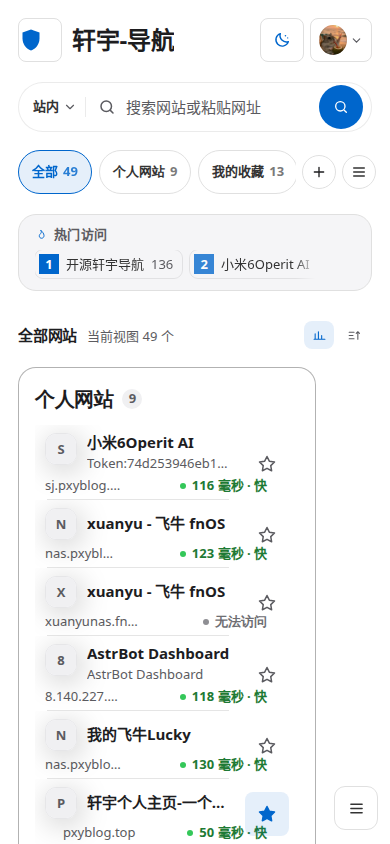 轩宇-导航
站内 搜索网站或粘贴网址
全部 49 个人网站 9 我的收藏 13
热门访问
1 开源轩宇导航 136 2 小米6Operit AI
全部网站 当前视图 49 个
个人网站 9
S 小米6Operit AI
Token:74d253946eb1...
sj.pxyblog.... 116 毫秒 · 快
N xuanyu - 飞牛 fnOS
nas.pxybl... 123 毫秒 · 快
X xuanyu - 飞牛 fnOS
xuanyunas.fn... 无法访问
8 AstrBot Dashboard
AstrBot Dashboard
8.140.227.... 118 毫秒 · 快
N 我的飞牛Lucky
nas.pxyblo... 130 毫秒 · 快
P 轩宇个人主页-一个...
pxyblog.top 50 毫秒 · 快